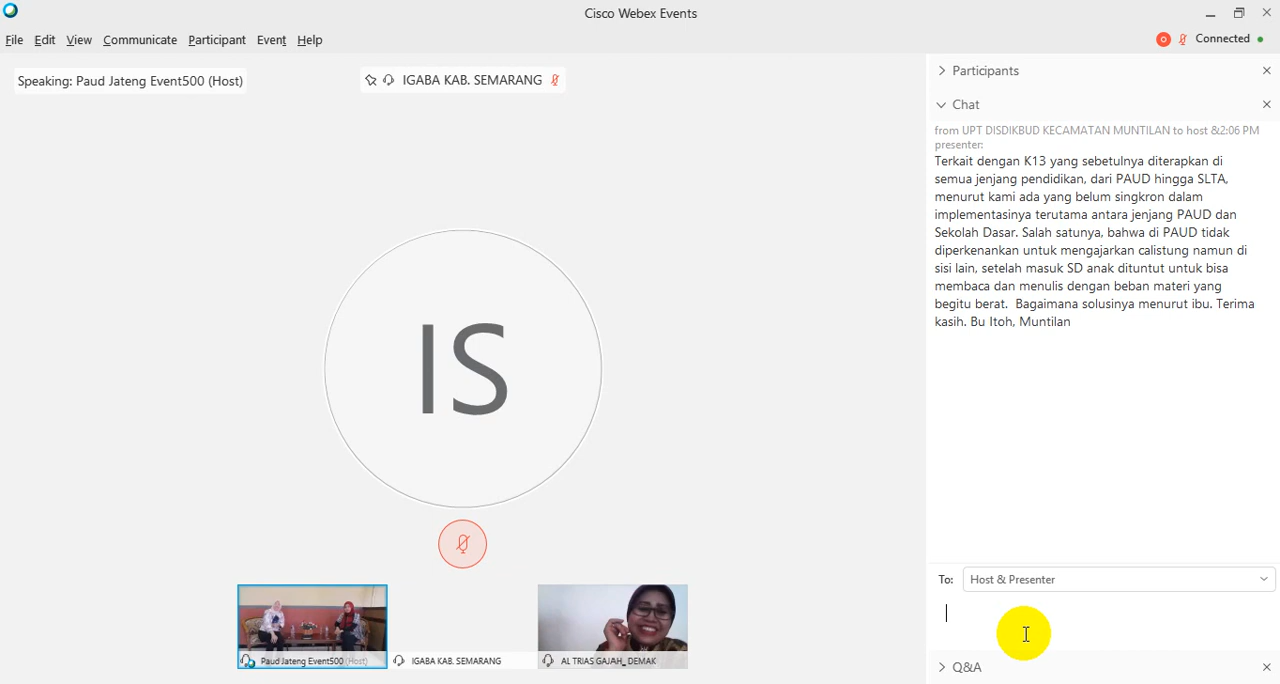 Cisco Webex Events
File Edit View Communicate Participant Event Help
Connected
Speaking: Paud Jateng Event500 (Host)
IGABA KAB. SEMARANG
Participants
Chat
from UPT DISDIKBUD KECAMATAN MUNTILAN to host &2:06 PM
presenter:
Terkait dengan K13 yang sebetulnya diterapkan di
semua jenjang pendidikan, dari PAUD hingga SLTA,
menurut kami ada yang belum singkron dalam
implementasinya terutama antara jenjang PAUD dan
Sekolah Dasar. Salah satunya, bahwa di PAUD tidak
diperkenankan untuk mengajarkan calistung namun di
sisi lain, setelah masuk SD anak dituntut untuk bisa
membaca dan menulis dengan beban materi yang
begitu berat.  Bagaimana solusinya menurut ibu. Terima
kasih. Bu Itoh, Muntilan
IS
To: Host & Presenter
Paud Jateng Event500 (Host)
IGABA KAB. SEMARANG
AL TRIAS GAJAH_ DEMAK
Q&A